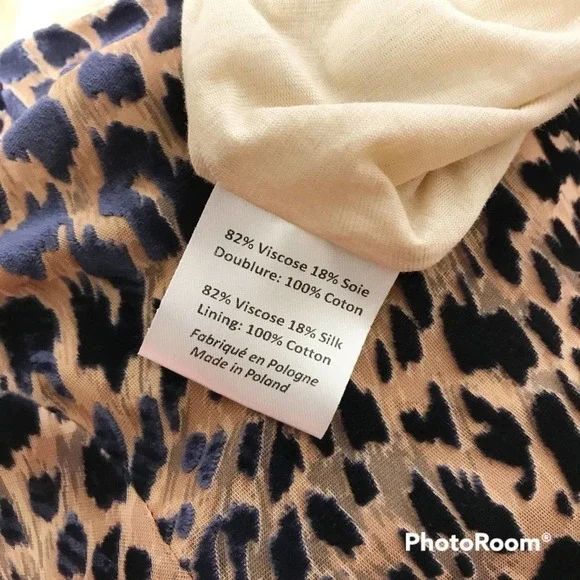 82% Viscose 18% Soie
Doublure: 100% Coton
82% Viscose 18% Silk
Lining: 100% Cotton
Fabriqué en Pologne
Made in Poland
PhotoRoom®